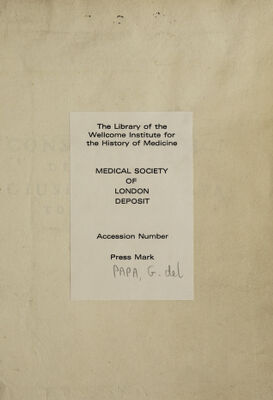 The Library of the
Wellcome Institute for
the History of Medicine
MEDICAL SOCIETY
OF
LONDON
DEPOSIT
Accession Number
Press Mark
PAPA, G. del